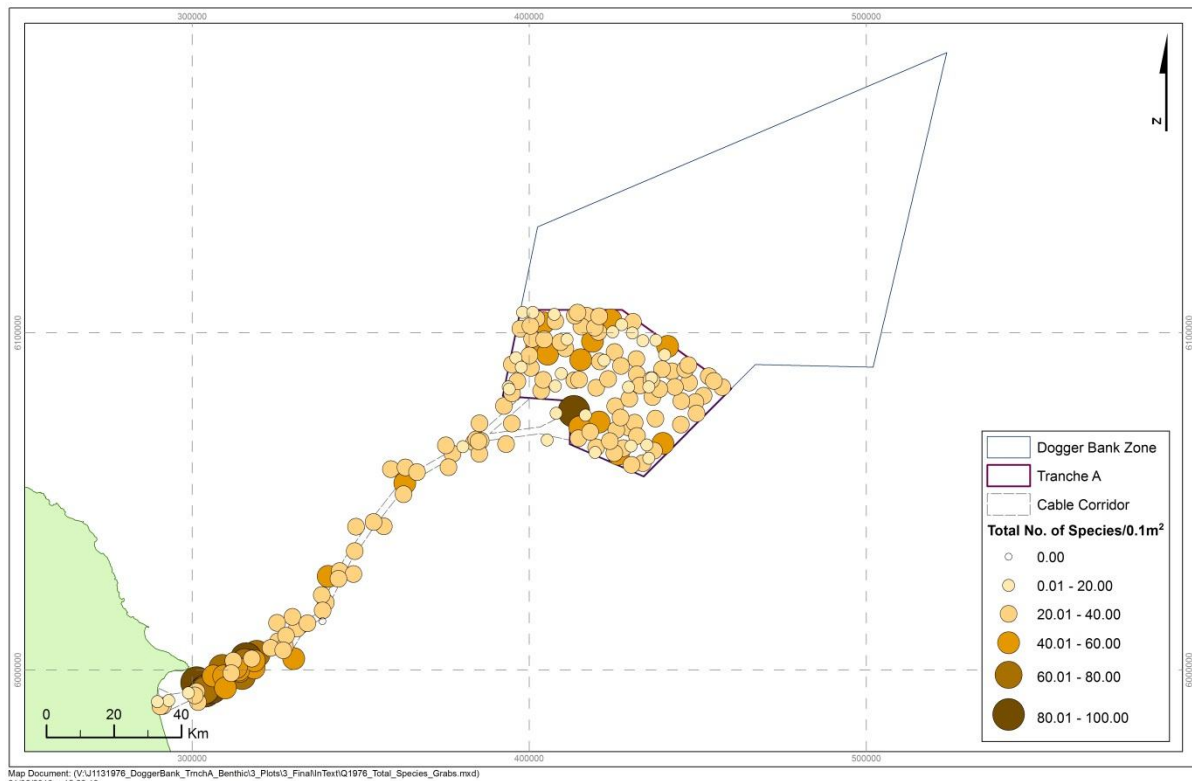 300000 400000 500000
6100000 6100000
6000000 6000000
N
Dogger Bank Zone
Tranche A
Cable Corridor
Total No. of Species/0.1m²
0.00
0.01 - 20.00
20.01 - 40.00
40.01 - 60.00
60.01 - 80.00
80.01 - 100.00
0 20 40
Km
300000 400000 500000
Map Document: (V:\J1131976_DoggerBank_TrnchA_Benthic\3_Plots\3_Final\InText\Q1976_Total_Species_Grabs.mxd)